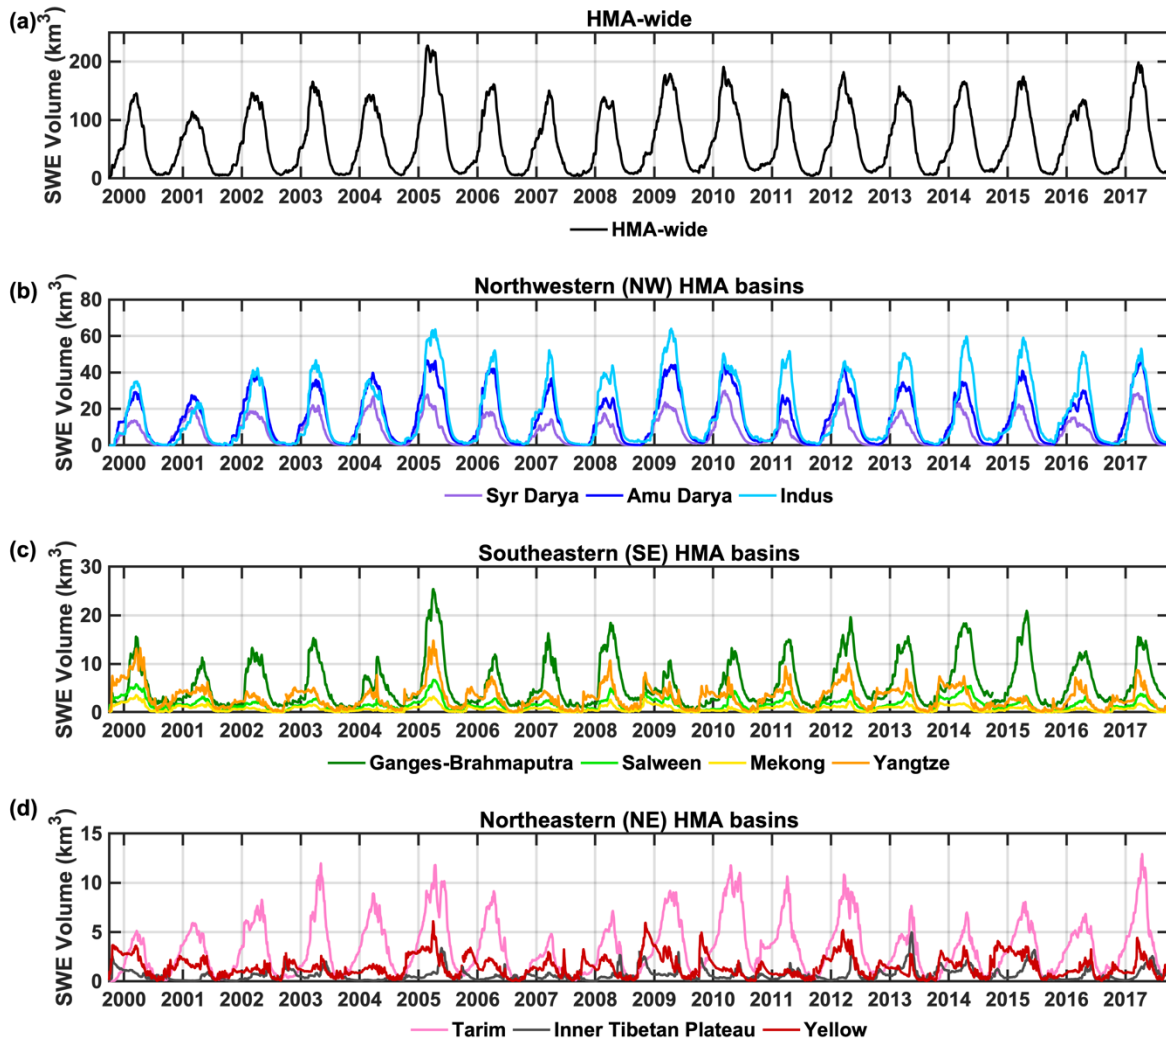 (a)
HMA-wide
SWE Volume (km³)
200
100
0
2000 2001 2002 2003 2004 2005 2006 2007 2008 2009 2010 2011 2012 2013 2014 2015 2016 2017
HMA-wide
(b)
Northwestern (NW) HMA basins
SWE Volume (km³)
80
60
40
20
0
2000 2001 2002 2003 2004 2005 2006 2007 2008 2009 2010 2011 2012 2013 2014 2015 2016 2017
Syr Darya Amu Darya Indus
(c)
Southeastern (SE) HMA basins
SWE Volume (km³)
30
20
10
0
2000 2001 2002 2003 2004 2005 2006 2007 2008 2009 2010 2011 2012 2013 2014 2015 2016 2017
Ganges-Brahmaputra Salween Mekong Yangtze
(d)
Northeastern (NE) HMA basins
SWE Volume (km³)
15
10
5
0
2000 2001 2002 2003 2004 2005 2006 2007 2008 2009 2010 2011 2012 2013 2014 2015 2016 2017
Tarim Inner Tibetan Plateau Yellow